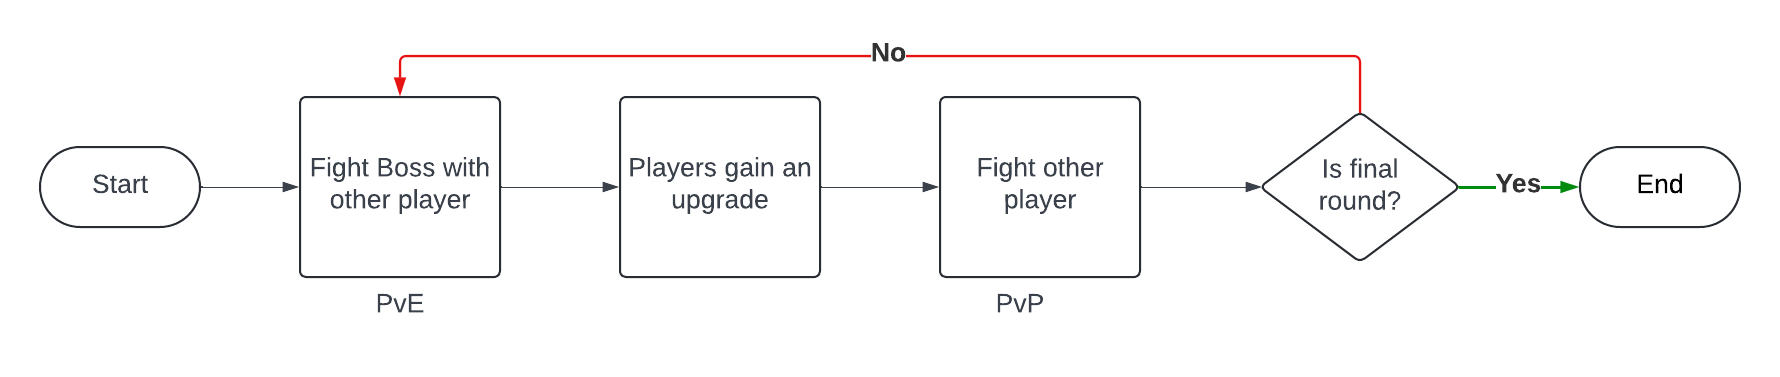 No
Start
Fight Boss with
other player
Players gain an
upgrade
Fight other
player
Is final
round?
Yes
End
PvE
PvP